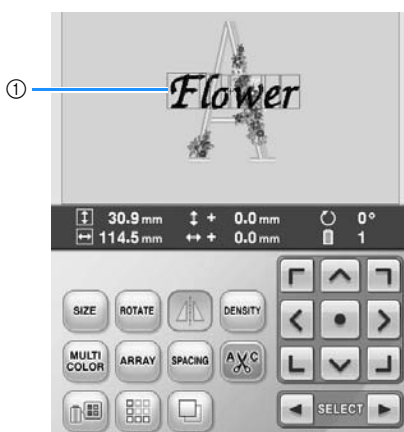 A
① Flower
30.9 mm + 0.0 mm 0°
114.5 mm + 0.0 mm 1
SIZE ROTATE DENSITY
MULTI COLOR ARRAY SPACING A C
SELECT